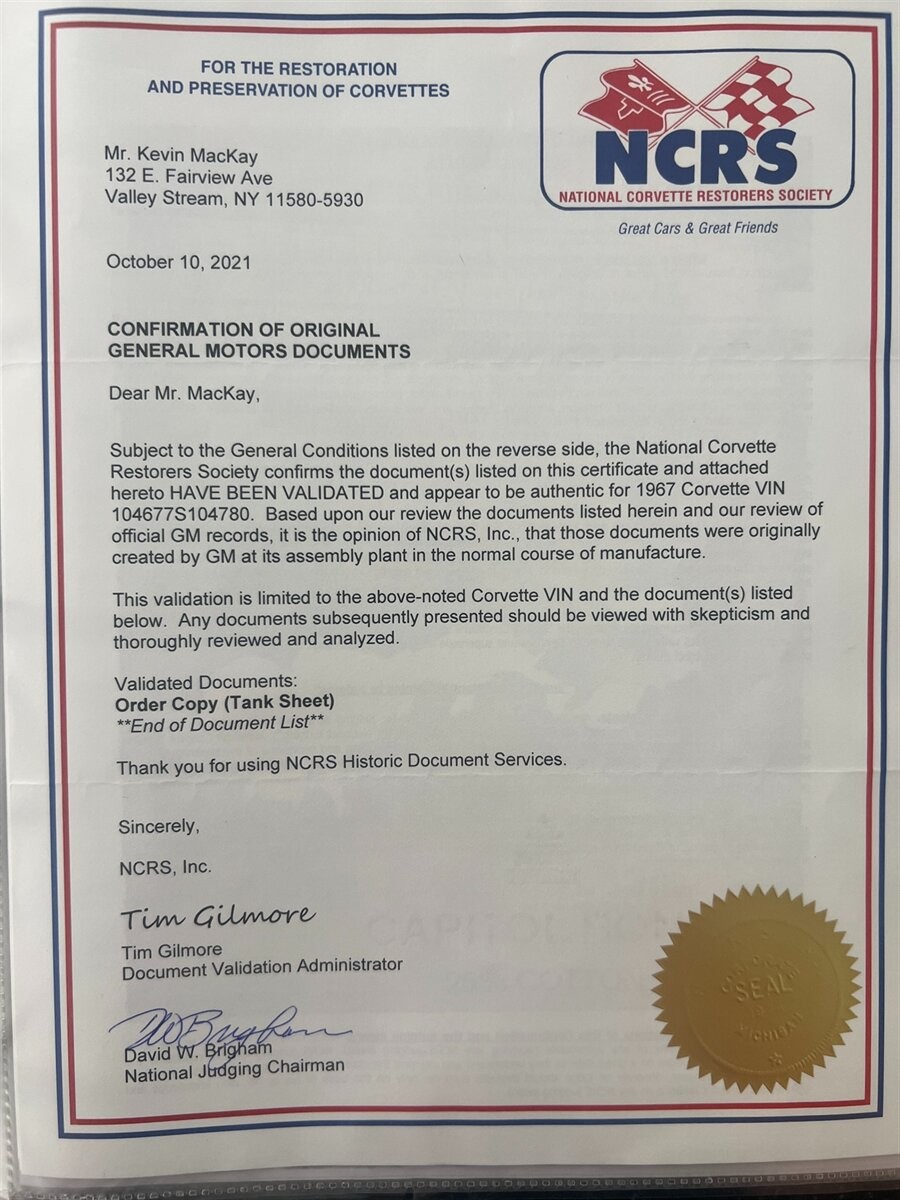 FOR THE RESTORATION
AND PRESERVATION OF CORVETTES
NCRS
NATIONAL CORVETTE RESTORERS SOCIETY
Great Cars & Great Friends
Mr. Kevin MacKay
132 E. Fairview Ave
Valley Stream, NY 11580-5930
October 10, 2021
CONFIRMATION OF ORIGINAL
GENERAL MOTORS DOCUMENTS
Dear Mr. MacKay,
Subject to the General Conditions listed on the reverse side, the National Corvette
Restorers Society confirms the document(s) listed on this certificate and attached
hereto HAVE BEEN VALIDATED and appear to be authentic for 1967 Corvette VIN
104677S104780.  Based upon our review the documents listed herein and our review of
official GM records, it is the opinion of NCRS, Inc., that those documents were originally
created by GM at its assembly plant in the normal course of manufacture.
This validation is limited to the above-noted Corvette VIN and the document(s) listed
below.  Any documents subsequently presented should be viewed with skepticism and
thoroughly reviewed and analyzed.
Validated Documents:
Order Copy (Tank Sheet)
**End of Document List**
Thank you for using NCRS Historic Document Services.
Sincerely,
NCRS, Inc.
Tim Gilmore
Tim Gilmore
Document Validation Administrator
DW Brigham
David W. Brigham
National Judging Chairman
SEAL
MICHIGAN